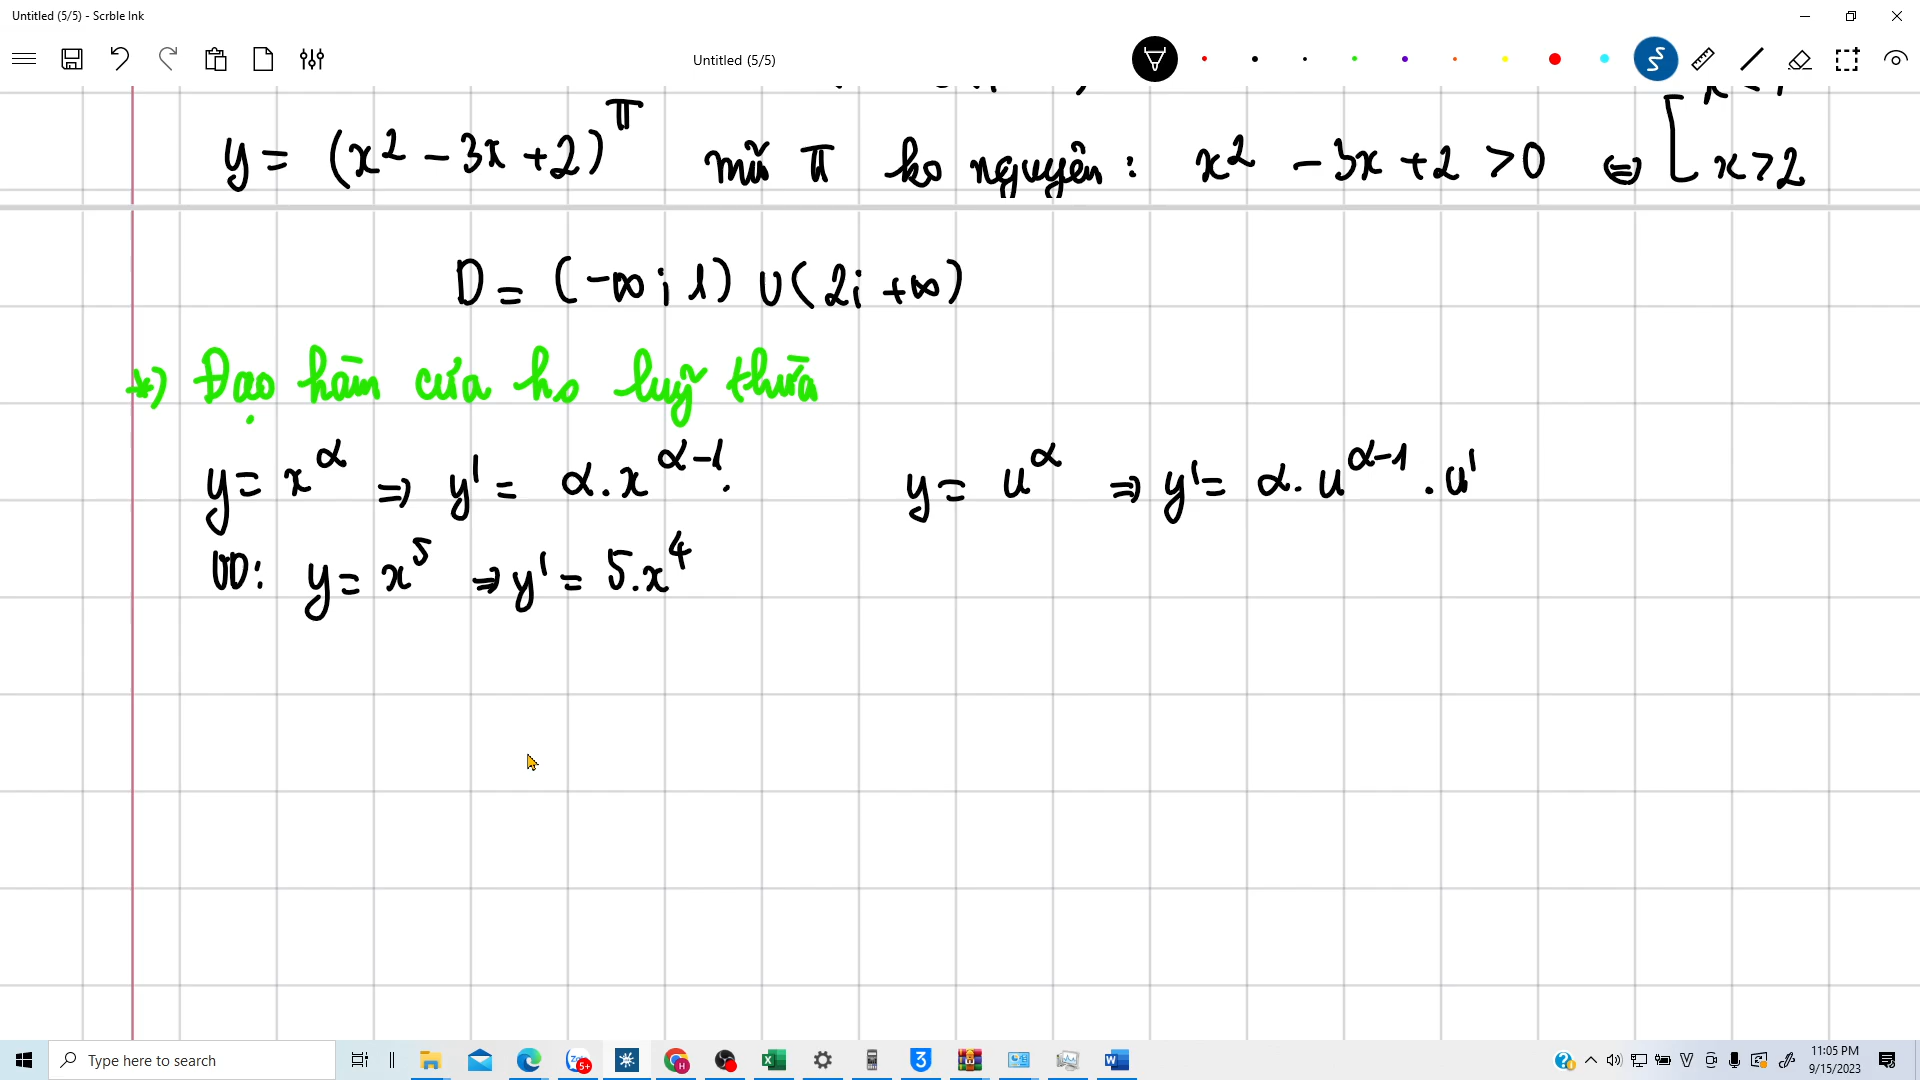 Untitled (5/5) - Scrble Ink
Untitled (5/5)
y = (x² - 3x + 2)^π mũ π ko nguyên : x² - 3x + 2 > 0 ⇔ [ x > 2
D = (-∞; 1) ∪ (2; +∞)
*) Đạo hàm của hs luỹ thừa
y = x^α ⇒ y' = α.x^(α-1). y = u^α ⇒ y' = α.u^(α-1).u'
VD: y = x⁵ ⇒ y' = 5.x⁴
Type here to search
11:05 PM
9/15/2023